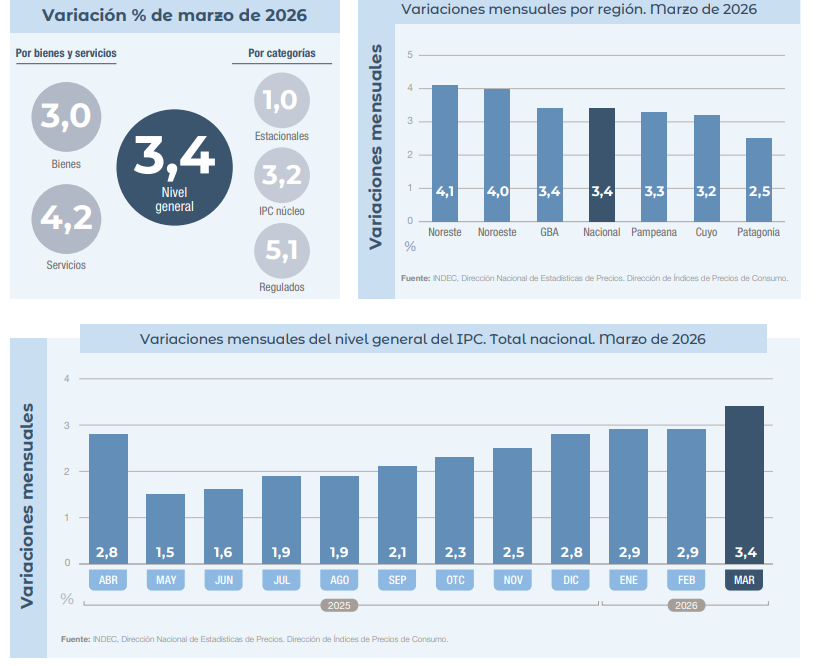 Variación % de marzo de 2026
Por bienes y servicios
Por categorías
3,0
Bienes
4,2
Servicios
3,4
Nivel
general
1,0
Estacionales
3,2
IPC núcleo
5,1
Regulados
Variaciones mensuales por región. Marzo de 2026
Variaciones mensuales
5
4
3
2
1
0
%
4,1 4,0 3,4 3,4 3,3 3,2 2,5
Noreste Noroeste GBA Nacional Pampeana Cuyo Patagonia
Fuente: INDEC, Dirección Nacional de Estadísticas de Precios. Dirección de Índices de Precios de Consumo.
Variaciones mensuales del nivel general del IPC. Total nacional. Marzo de 2026
Variaciones mensuales
4
3
2
1
0
%
2,8 1,5 1,6 1,9 1,9 2,1 2,3 2,5 2,8 2,9 2,9 3,4
ABR MAY JUN JUL AGO SEP OTC NOV DIC ENE FEB MAR
2025 2026
Fuente: INDEC, Dirección Nacional de Estadísticas de Precios. Dirección de Índices de Precios de Consumo.